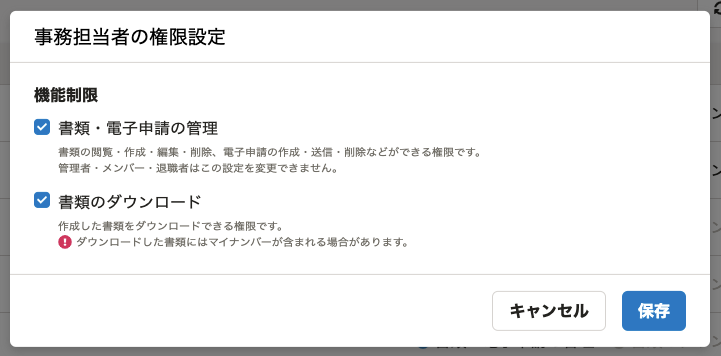 事務担当者の権限設定
機能制限
書類・電子申請の管理
書類の閲覧・作成・編集・削除、電子申請の作成・送信・削除などができる権限です。
管理者・メンバー・退職者はこの設定を変更できません。
書類のダウンロード
作成した書類をダウンロードできる権限です。
ダウンロードした書類にはマイナンバーが含まれる場合があります。
キャンセル
保存